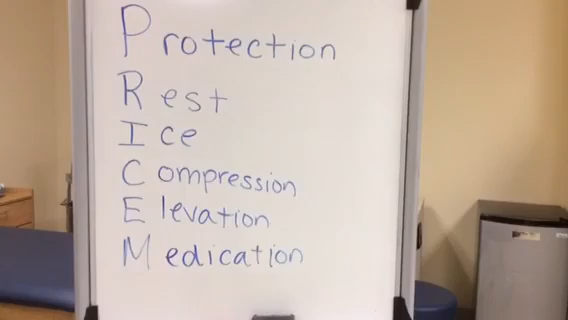 Protection
Rest
Ice
Compression
Elevation
Medication